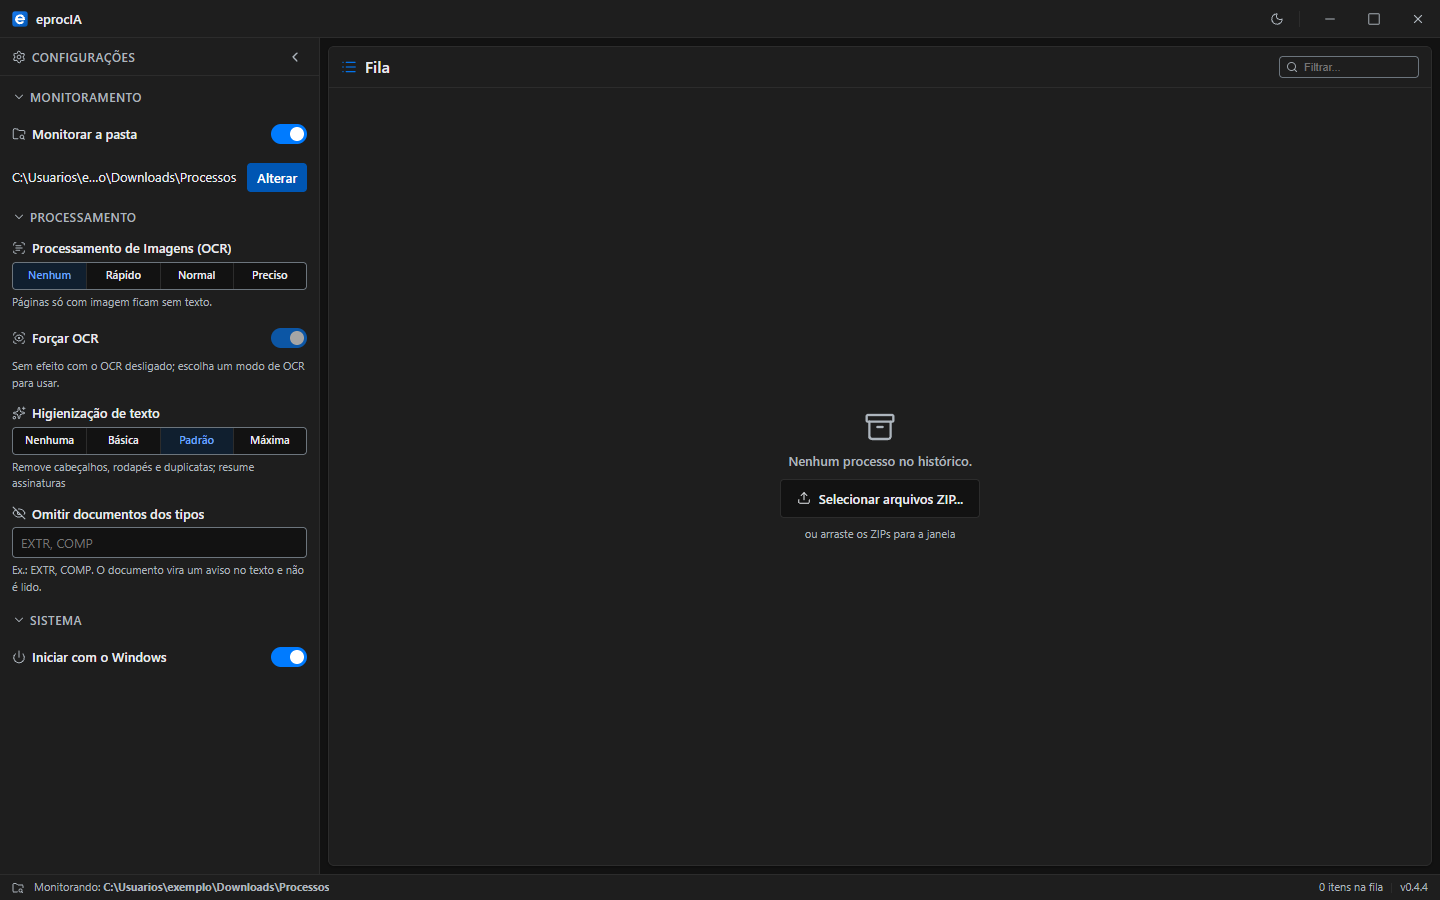 eprocIA
CONFIGURAÇÕES
MONITORAMENTO
Monitorar a pasta
C:\Usuarios\e...o\Downloads\Processos
Alterar
PROCESSAMENTO
Processamento de Imagens (OCR)
Nenhum
Rápido
Normal
Preciso
Páginas só com imagem ficam sem texto.
Forçar OCR
Sem efeito com o OCR desligado; escolha um modo de OCR
para usar.
Higienização de texto
Nenhuma
Básica
Padrão
Máxima
Remove cabeçalhos, rodapés e duplicatas; resume
assinaturas
Omitir documentos dos tipos
EXTR, COMP
Ex.: EXTR, COMP. O documento vira um aviso no texto e não
é lido.
SISTEMA
Iniciar com o Windows
Fila
Filtrar...
Nenhum processo no histórico.
Selecionar arquivos ZIP...
ou arraste os ZIPs para a janela
Monitorando: C:\Usuarios\exemplo\Downloads\Processos
0 itens na fila
v0.4.4